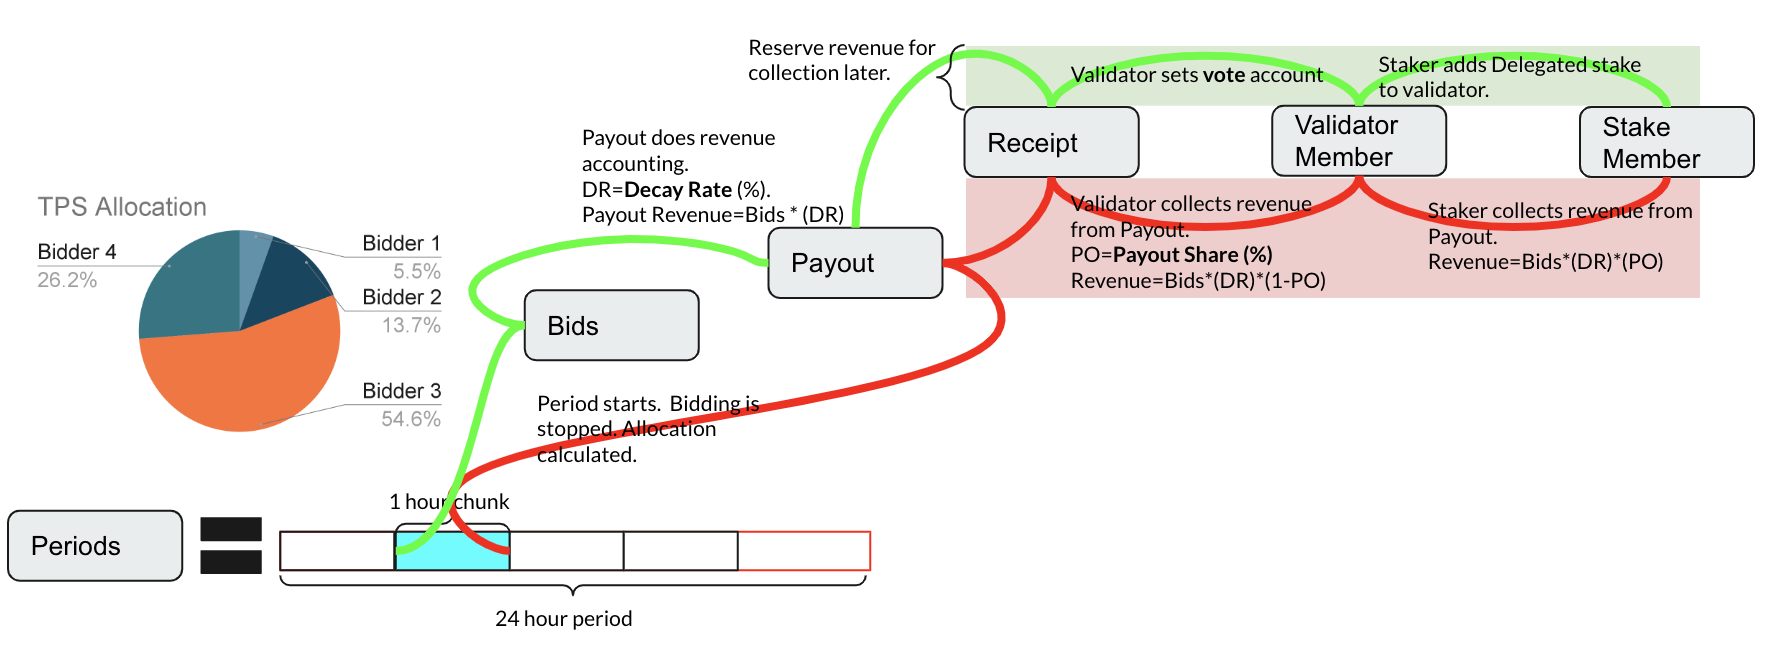 Reserve revenue for
collection later.
Validator sets vote account
Staker adds Delegated stake
to validator.
Receipt
Validator
Member
Stake
Member
Payout does revenue
accounting.
DR=Decay Rate (%).
Payout Revenue=Bids * (DR)
Validator collects revenue
from Payout.
PO=Payout Share (%)
Revenue=Bids*(DR)*(1-PO)
Staker collects revenue from
Payout.
Revenue=Bids*(DR)*(PO)
Payout
Bids
TPS Allocation
Bidder 4
26.2%
Bidder 1
5.5%
Bidder 2
13.7%
Bidder 3
54.6%
Period starts. Bidding is
stopped. Allocation
calculated.
1 hour chunk
Periods
24 hour period